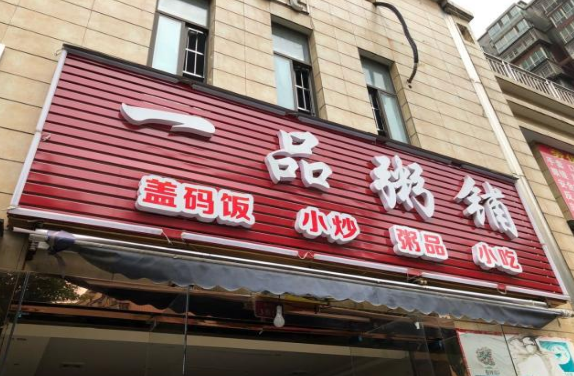 一品粥铺
盖码饭 小炒 粥品 小吃